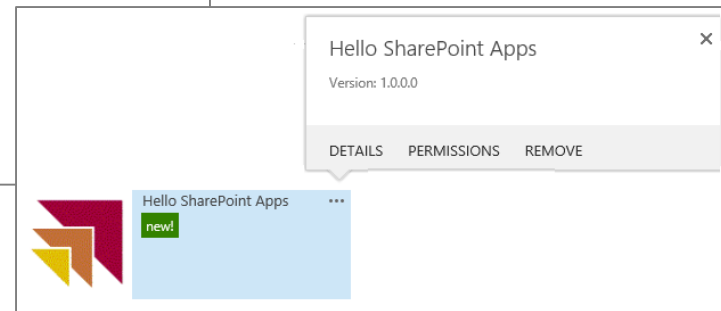 Hello SharePoint Apps
Version: 1.0.0.0
DETAILS PERMISSIONS REMOVE
Hello SharePoint Apps ...
new!